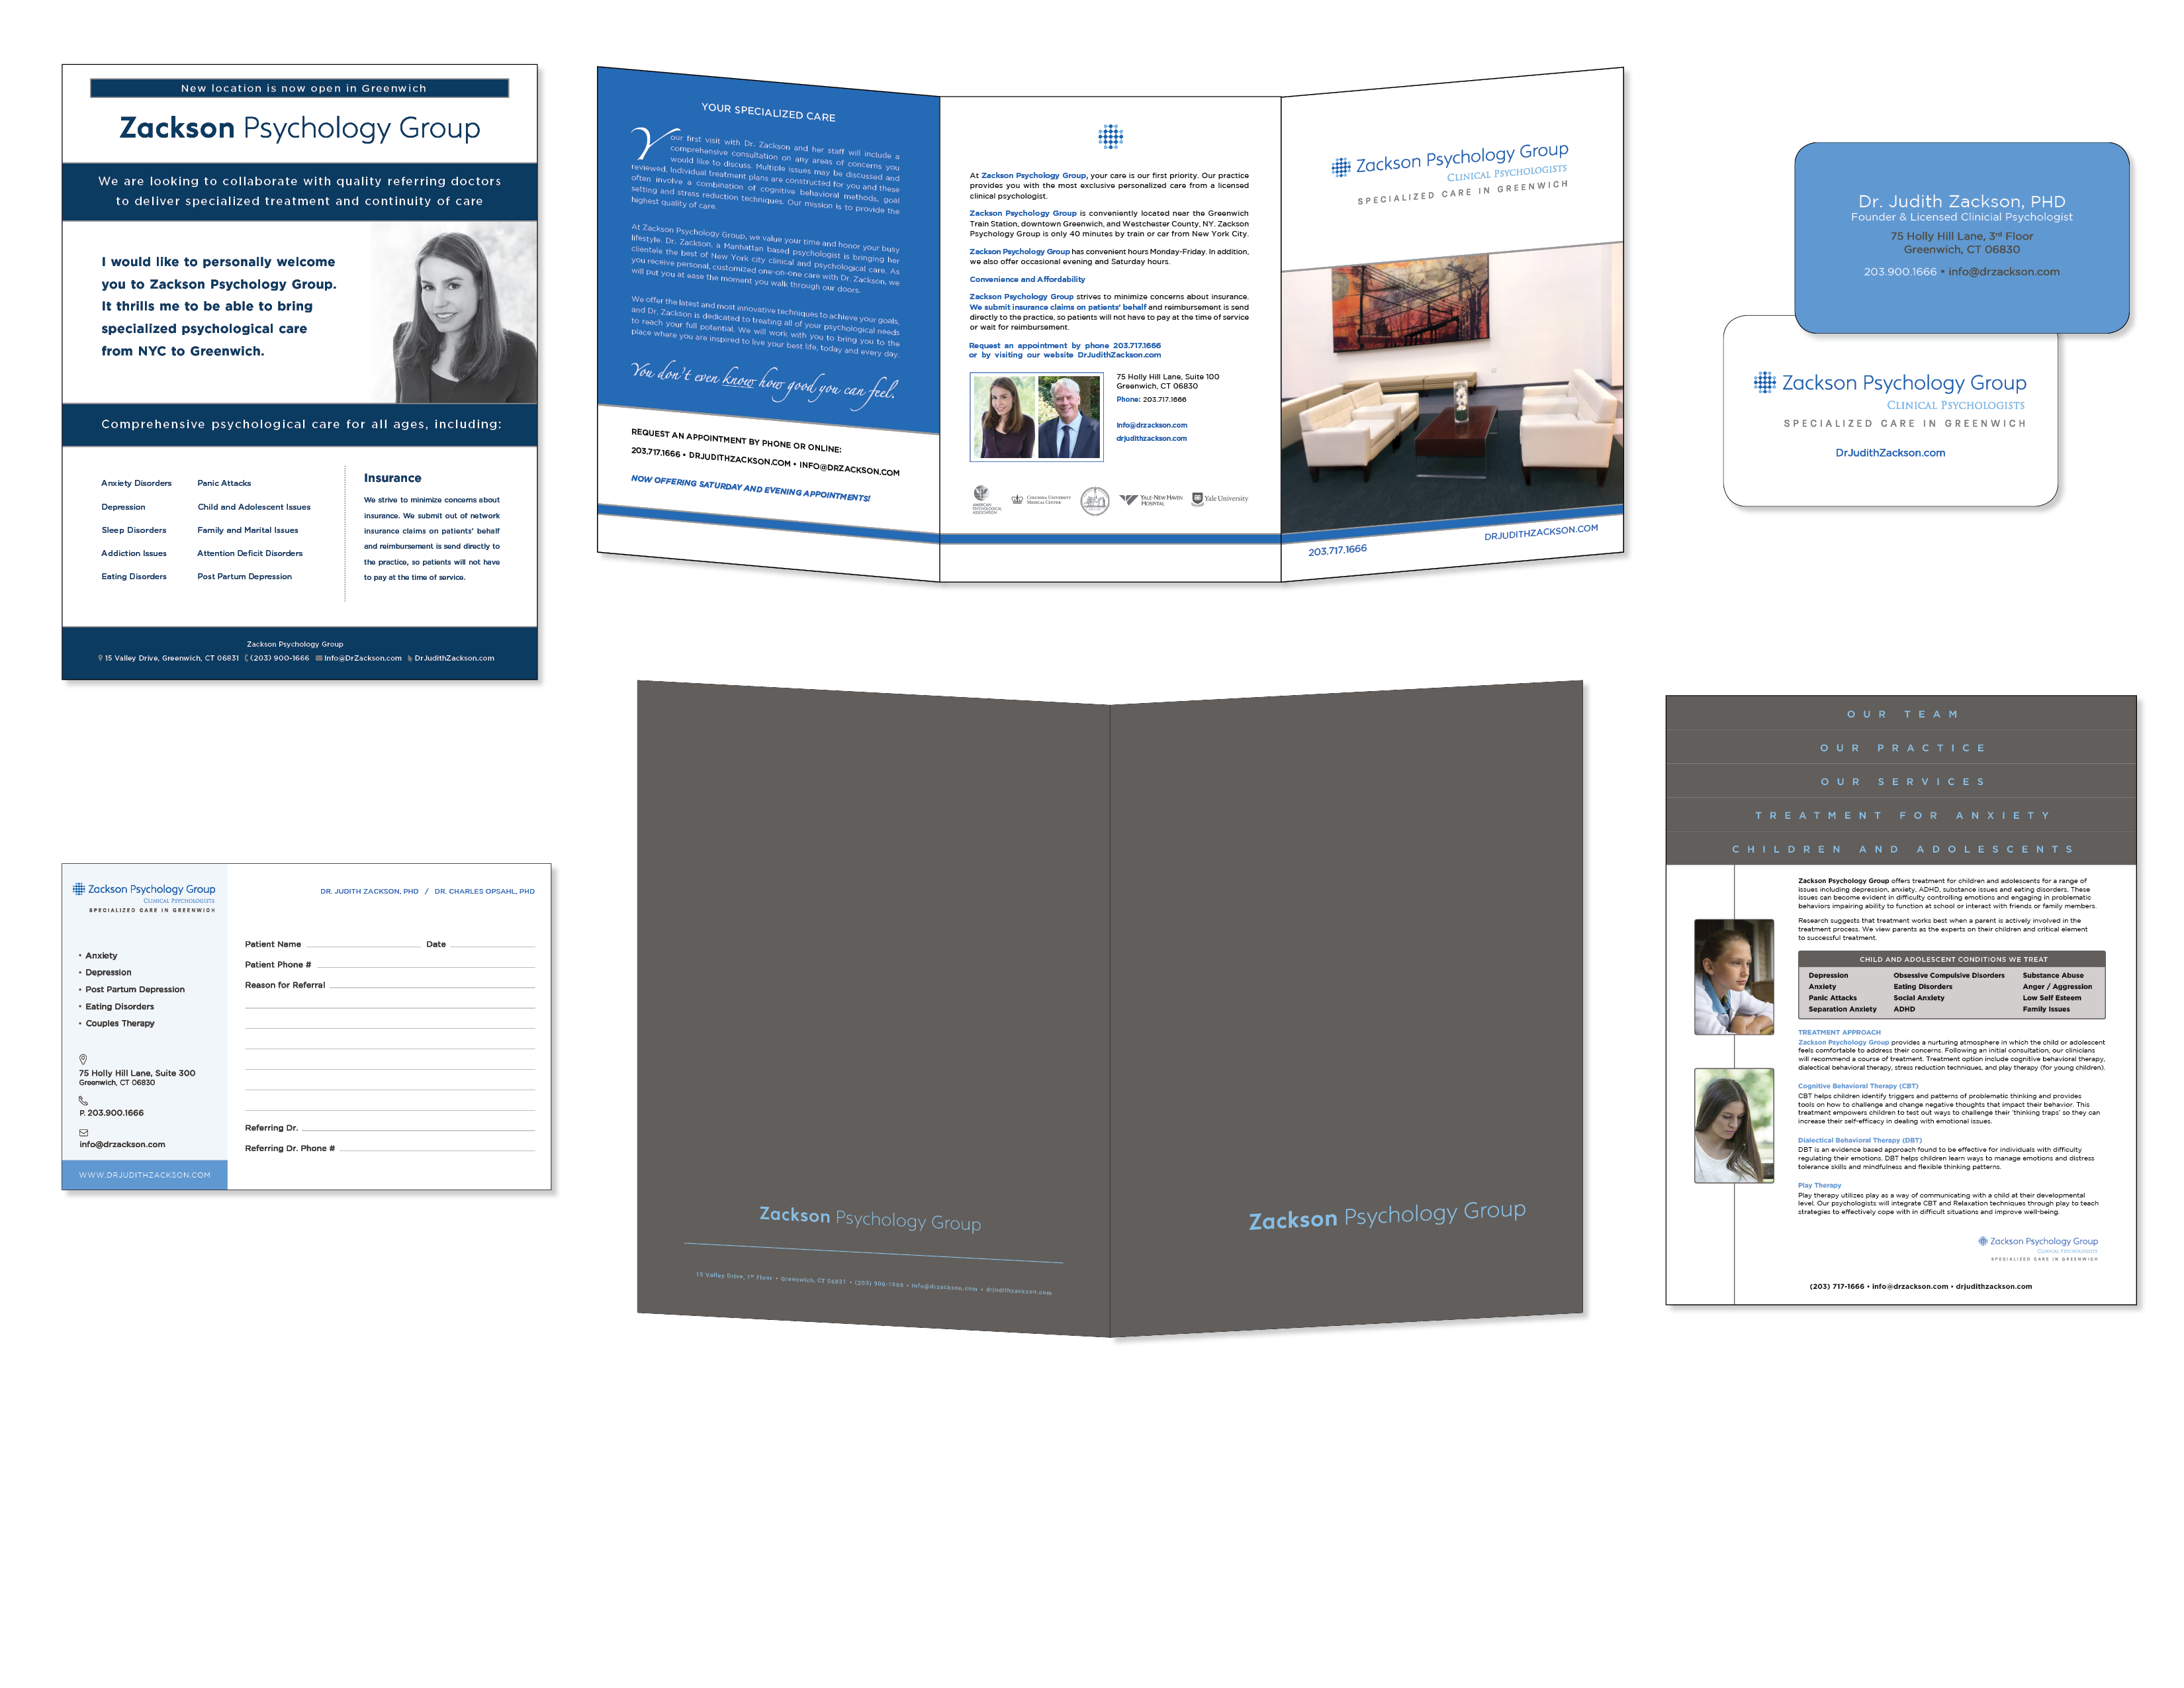 New location is now open in Greenwich
Zackson Psychology Group
We are looking to collaborate with quality referring doctors
to deliver specialized treatment and continuity of care
I would like to personally welcome
you to Zackson Psychology Group.
It thrills me to be able to bring
specialized psychological care
from NYC to Greenwich.
Comprehensive psychological care for all ages, including:
Anxiety Disorders
Depression
Sleep Disorders
Addiction Issues
Eating Disorders
Panic Attacks
Child and Adolescent Issues
Family and Marital Issues
Attention Deficit Disorders
Post Partum Depression
Insurance
We strive to minimize concerns about
insurance. We submit out of network
insurance claims on patients' behalf
and reimbursement is send directly to
the practice, so patients will not have
to pay at the time of service.
Zackson Psychology Group
15 Valley Drive, Greenwich, CT 06831 (203) 900-1666 Info@DrZackson.com DrJudithZackson.com
YOUR SPECIALIZED CARE
Your first visit with Dr. Zackson and her staff will include a
comprehensive consultation on any areas of concerns you
would like to discuss. Multiple issues may be discussed and
reviewed. Individual treatment plans are constructed for you and these
often involve a combination of cognitive behavioral methods, goal
setting and stress reduction techniques. Our mission is to provide the
highest quality of care.
At Zackson Psychology Group, we value your time and honor your busy
lifestyle. Dr. Zackson, a Manhattan based psychologist is bringing her
clientele the best of New York city clinical and psychological care. As
you receive personal, customized one-on-one care with Dr. Zackson, we
will put you at ease the moment you walk through our doors.
We offer the latest and most innovative techniques to achieve your goals,
and Dr. Zackson is dedicated to treating all of your psychological needs
to reach your full potential. We will work with you to bring you to the
place where you are inspired to live your best life, today and every day.
You don't even know how good you can feel.
REQUEST AN APPOINTMENT BY PHONE OR ONLINE:
203.717.1666 • DRJUDITHZACKSON.COM • INFO@DRZACKSON.COM
NOW OFFERING SATURDAY AND EVENING APPOINTMENTS!
At Zackson Psychology Group, your care is our first priority. Our practice
provides you with the most exclusive personalized care from a licensed
clinical psychologist.
Zackson Psychology Group is conveniently located near the Greenwich
Train Station, downtown Greenwich, and Westchester County, NY. Zackson
Psychology Group is only 40 minutes by train or car from New York City.
Zackson Psychology Group has convenient hours Monday-Friday. In addition,
we also offer occasional evening and Saturday hours.
Convenience and Affordability
Zackson Psychology Group strives to minimize concerns about insurance.
We submit insurance claims on patients' behalf and reimbursement is send
directly to the practice, so patients will not have to pay at the time of service
or wait for reimbursement.
Request an appointment by phone 203.717.1666
or by visiting our website DrJudithZackson.com
75 Holly Hill Lane, Suite 100
Greenwich, CT 06830
Phone: 203.717.1666
info@drzackson.com
drjudithzackson.com
AMERICAN
PSYCHOLOGICAL
ASSOCIATION
COLUMBIA UNIVERSITY
MEDICAL CENTER
YALE-NEW HAVEN
HOSPITAL
Yale University
Zackson Psychology Group
CLINICAL PSYCHOLOGISTS
SPECIALIZED CARE IN GREENWICH
203.717.1666
DRJUDITHZACKSON.COM
Dr. Judith Zackson, PHD
Founder & Licensed Clinicial Psychologist
75 Holly Hill Lane, 3rd Floor
Greenwich, CT 06830
203.900.1666 • info@drzackson.com
Zackson Psychology Group
CLINICAL PSYCHOLOGISTS
SPECIALIZED CARE IN GREENWICH
DrJudithZackson.com
Zackson Psychology Group
CLINICAL PSYCHOLOGISTS
SPECIALIZED CARE IN GREENWICH
• Anxiety
• Depression
• Post Partum Depression
• Eating Disorders
• Couples Therapy
75 Holly Hill Lane, Suite 300
Greenwich, CT 06830
P. 203.900.1666
info@drzackson.com
WWW.DRJUDITHZACKSON.COM
DR. JUDITH ZACKSON, PHD / DR. CHARLES OPSAHL, PHD
Patient Name Date
Patient Phone #
Reason for Referral
Referring Dr.
Referring Dr. Phone #
Zackson Psychology Group
15 Valley Drive, 1st Floor • Greenwich, CT 06831 • (203) 900-1666 • info@drzackson.com • drjudithzackson.com
Zackson Psychology Group
OUR TEAM
OUR PRACTICE
OUR SERVICES
TREATMENT FOR ANXIETY
CHILDREN AND ADOLESCENTS
Zackson Psychology Group offers treatment for children and adolescents for a range of
issues including depression, anxiety, ADHD, substance issues and eating disorders. These
issues can become evident in difficulty controlling emotions and engaging in problematic
behaviors impairing ability to function at school or interact with friends or family members.
Research suggests that treatment works best when a parent is actively involved in the
treatment process. We view parents as the experts on their children and critical element
to successful treatment.
CHILD AND ADOLESCENT CONDITIONS WE TREAT
Depression Obsessive Compulsive Disorders Substance Abuse
Anxiety Eating Disorders Anger / Aggression
Panic Attacks Social Anxiety Low Self Esteem
Separation Anxiety ADHD Family Issues
TREATMENT APPROACH
Zackson Psychology Group provides a nurturing atmosphere in which the child or adolescent
feels comfortable to address their concerns. Following an initial consultation, our clinicians
will recommend a course of treatment. Treatment option include cognitive behavioral therapy,
dialectical behavioral therapy, stress reduction techniques, and play therapy (for young children).
Cognitive Behavioral Therapy (CBT)
CBT helps children identify triggers and patterns of problematic thinking and provides
tools on how to challenge and change negative thoughts that impact their behavior. This
treatment empowers children to test out ways to challenge their 'thinking traps' so they can
increase their self-efficacy in dealing with emotional issues.
Dialectical Behavioral Therapy (DBT)
DBT is an evidence based approach found to be effective for individuals with difficulty
regulating their emotions. DBT helps children learn ways to manage emotions and distress
tolerance skills and mindfulness and flexible thinking patterns.
Play Therapy
Play therapy utilizes play as a way of communicating with a child at their developmental
level. Our psychologists will integrate CBT and Relaxation techniques through play to teach
strategies to effectively cope with in difficult situations and improve well-being.
Zackson Psychology Group
CLINICAL PSYCHOLOGISTS
SPECIALIZED CARE IN GREENWICH
(203) 717-1666 • info@drzackson.com • drjudithzackson.com